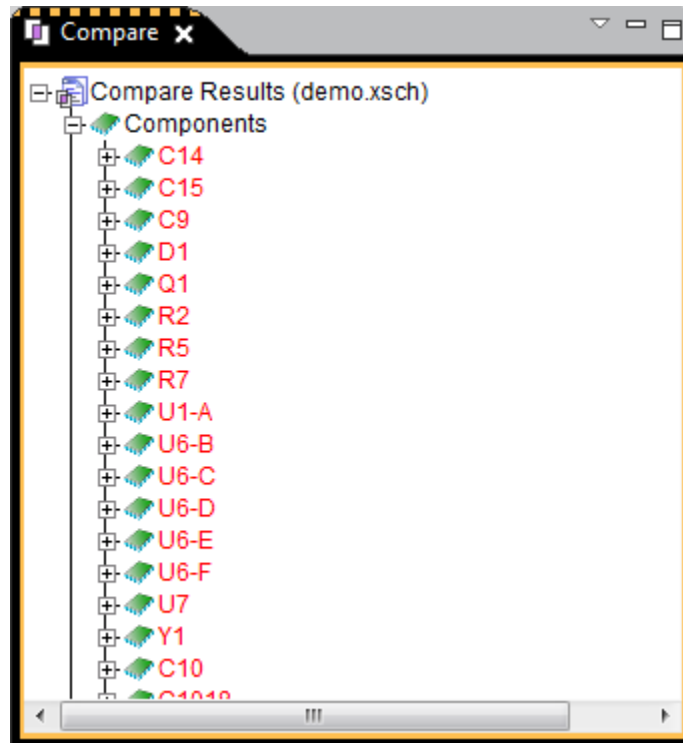 Compare
Compare Results (demo.xsch)
Components
C14
C15
C9
D1
Q1
R2
R5
R7
U1-A
U6-B
U6-C
U6-D
U6-E
U6-F
U7
Y1
C10